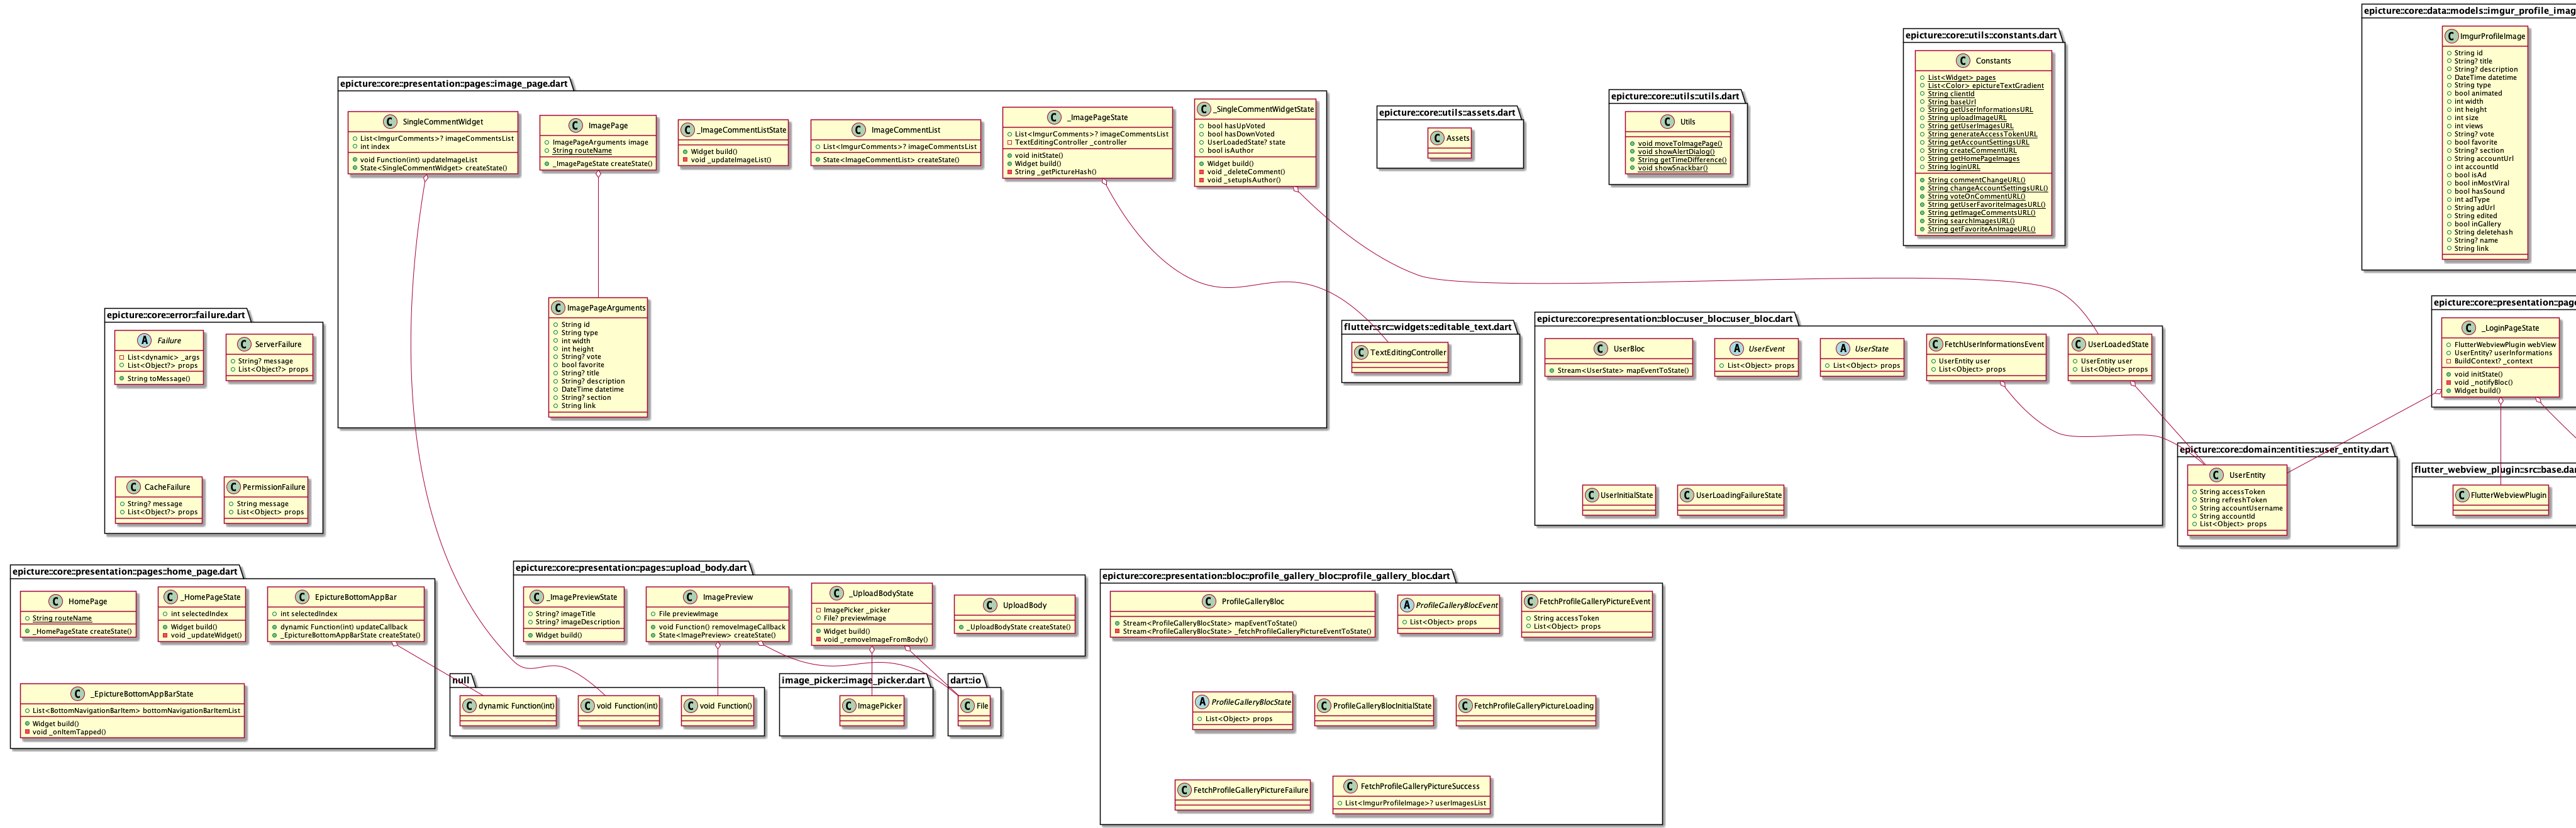 epicture::core::data::models::imgur_profile_imag
ImgurProfileImage
String id
String? title
String? description
DateTime datetime
String type
bool animated
int width
int height
int size
int views
String? vote
bool favorite
String? section
String accountUrl
int accountId
bool isAd
bool inMostViral
bool hasSound
int adType
String adUrl
String edited
bool inGallery
String deletehash
String? name
String link
epicture::core::utils::constants.dart
Constants
List<Widget> pages
List<Color> epictureTextGradient
String clientId
String baseUrl
String getUserInformationsURL
String uploadImageURL
String getUserImagesURL
String generateAccessTokenURL
String getAccountSettingsURL
String createCommentURL
String getHomePageImages
String loginURL
String commentChangeURL()
String changeAccountSettingsURL()
String voteOnCommentURL()
String getUserFavoriteImagesURL()
String getImageCommentsURL()
String searchImagesURL()
String getFavoriteAnImageURL()
epicture::core::utils::utils.dart
Utils
void moveToImagePage()
void showAlertDialog()
String getTimeDifference()
void showSnackbar()
epicture::core::utils::assets.dart
Assets
epicture::core::presentation::pages::image_page.dart
SingleCommentWidget
List<ImgurComments>? imageCommentsList
int index
void Function(int) updateImageList
State<SingleCommentWidget> createState()
ImagePage
ImagePageArguments image
String routeName
_ImagePageState createState()
_ImageCommentListState
Widget build()
void _updateImageList()
ImageCommentList
List<ImgurComments>? imageCommentsList
State<ImageCommentList> createState()
_ImagePageState
List<ImgurComments>? imageCommentsList
TextEditingController _controller
void initState()
Widget build()
String _getPictureHash()
_SingleCommentWidgetState
bool hasUpVoted
bool hasDownVoted
UserLoadedState? state
bool isAuthor
Widget build()
void _deleteComment()
void _setupIsAuthor()
ImagePageArguments
String id
String type
int width
int height
String? vote
bool favorite
String? title
String? description
DateTime datetime
String? section
String link
epicture::core::error::failure.dart
Failure
List<dynamic> _args
List<Object?> props
String toMessage()
ServerFailure
String? message
List<Object?> props
CacheFailure
String? message
List<Object?> props
PermissionFailure
String message
List<Object> props
flutter::src::widgets::editable_text.dart
TextEditingController
epicture::core::presentation::bloc::user_bloc::user_bloc.dart
UserBloc
Stream<UserState> mapEventToState()
UserEvent
List<Object> props
UserState
List<Object> props
FetchUserInformationsEvent
UserEntity user
List<Object> props
UserLoadedState
UserEntity user
List<Object> props
UserInitialState
UserLoadingFailureState
epicture::core::presentation::page
_LoginPageState
FlutterWebviewPlugin webView
UserEntity? userInformations
BuildContext? _context
void initState()
void _notifyBloc()
Widget build()
epicture::core::domain::entities::user_entity.dart
UserEntity
String accessToken
String refreshToken
String accountUsername
String accountId
List<Object> props
flutter_webview_plugin::src::base.dar
FlutterWebviewPlugin
epicture::core::presentation::pages::home_page.dart
HomePage
String routeName
_HomePageState createState()
_HomePageState
int selectedIndex
Widget build()
void _updateWidget()
EpictureBottomAppBar
int selectedIndex
dynamic Function(int) updateCallback
_EpictureBottomAppBarState createState()
_EpictureBottomAppBarState
List<BottomNavigationBarItem> bottomNavigationBarItemList
Widget build()
void _onItemTapped()
epicture::core::presentation::pages::upload_body.dart
_ImagePreviewState
String? imageTitle
String? imageDescription
Widget build()
ImagePreview
File previewImage
void Function() removeImageCallback
State<ImagePreview> createState()
_UploadBodyState
ImagePicker _picker
File? previewImage
Widget build()
void _removeImageFromBody()
UploadBody
_UploadBodyState createState()
null
dynamic Function(int)
void Function(int)
void Function()
image_picker::image_picker.dart
ImagePicker
dart::io
File
epicture::core::presentation::bloc::profile_gallery_bloc::profile_gallery_bloc.dart
ProfileGalleryBloc
Stream<ProfileGalleryBlocState> mapEventToState()
Stream<ProfileGalleryBlocState> _fetchProfileGalleryPictureEventToState()
ProfileGalleryBlocEvent
List<Object> props
FetchProfileGalleryPictureEvent
String accessToken
List<Object> props
ProfileGalleryBlocState
List<Object> props
ProfileGalleryBlocInitialState
FetchProfileGalleryPictureLoading
FetchProfileGalleryPictureFailure
FetchProfileGalleryPictureSuccess
List<ImgurProfileImage>? userImagesList